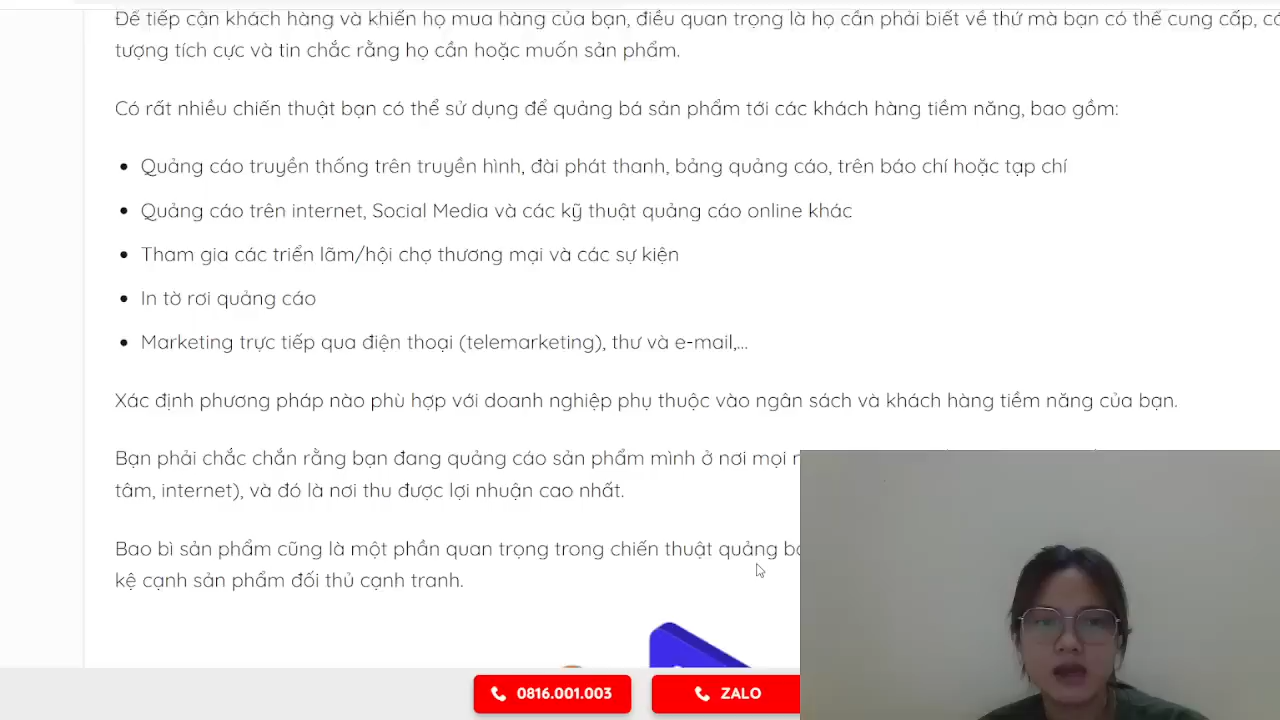 Để tiếp cận khách hàng và khiến họ mua hàng của bạn, điều quan trọng là họ cần phải biết về thứ mà bạn có thể cung cấp,
tượng tích cực và tin chắc rằng họ cần hoặc muốn sản phẩm.
Có rất nhiều chiến thuật bạn có thể sử dụng để quảng bá sản phẩm tới các khách hàng tiềm năng, bao gồm:
• Quảng cáo truyền thống trên truyền hình, đài phát thanh, bảng quảng cáo, trên báo chí hoặc tạp chí
• Quảng cáo trên internet, Social Media và các kỹ thuật quảng cáo online khác
• Tham gia các triển lãm/hội chợ thương mại và các sự kiện
• In tờ rơi quảng cáo
• Marketing trực tiếp qua điện thoại (telemarketing), thư và e-mail,...
Xác định phương pháp nào phù hợp với doanh nghiệp phụ thuộc vào ngân sách và khách hàng tiềm năng của bạn.
Bạn phải chắc chắn rằng bạn đang quảng cáo sản phẩm mình ở nơi mọi
tâm, internet), và đó là nơi thu được lợi nhuận cao nhất.
Bao bì sản phẩm cũng là một phần quan trọng trong chiến thuật quảng
kệ cạnh sản phẩm đối thủ cạnh tranh.
0816.001.003
ZALO